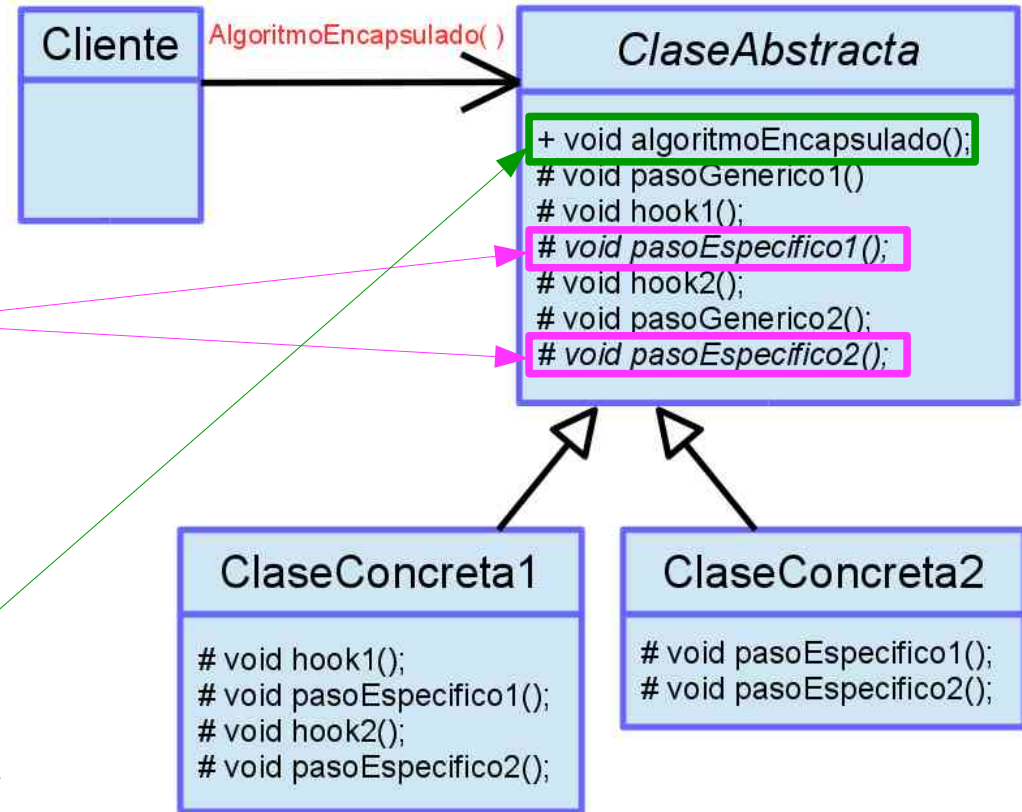 Cliente
AlgoritmoEncapsulado( )
ClaseAbstracta
+ void algoritmoEncapsulado();
# void pasoGenerico1()
# void hook1();
# void pasoEspecifico1();
# void hook2();
# void pasoGenerico2();
# void pasoEspecifico2();
ClaseConcreta1
# void hook1();
# void pasoEspecifico1();
# void hook2();
# void pasoEspecifico2();
ClaseConcreta2
# void pasoEspecifico1();
# void pasoEspecifico2();